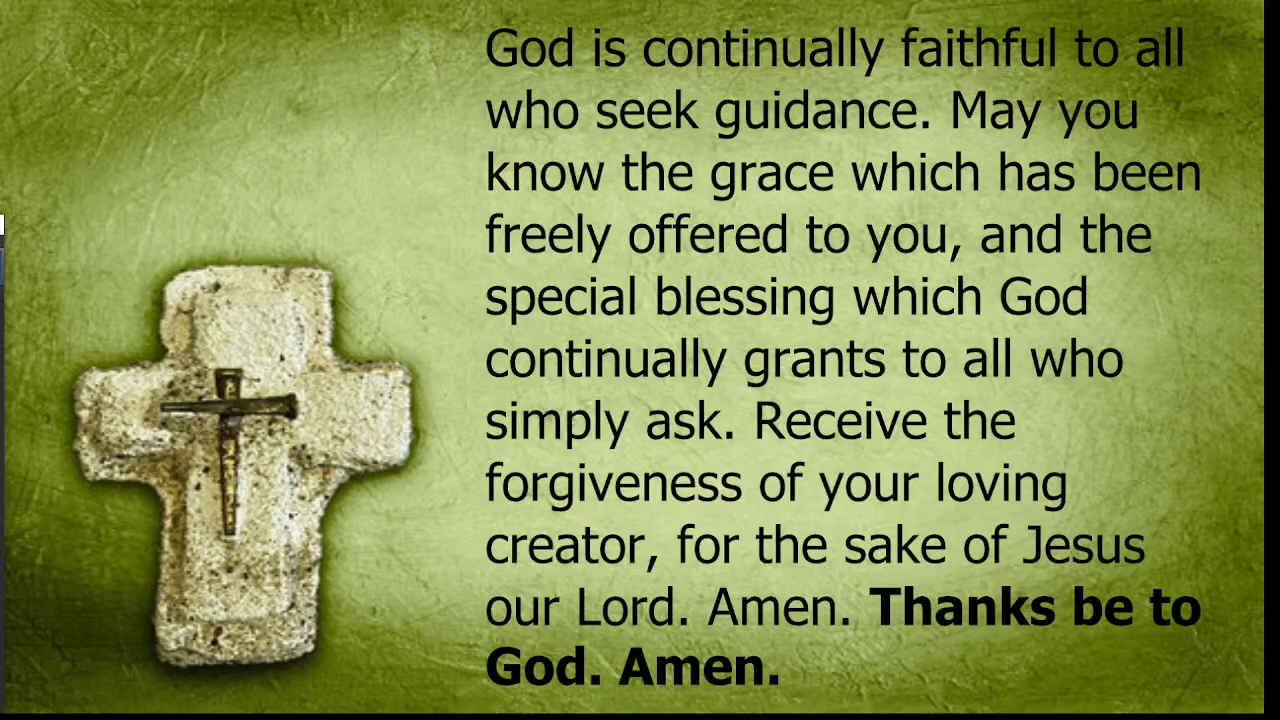 God is continually faithful to all
who seek guidance. May you
know the grace which has been
freely offered to you, and the
special blessing which God
continually grants to all who
simply ask. Receive the
forgiveness of your loving
creator, for the sake of Jesus
our Lord. Amen. Thanks be to
God. Amen.